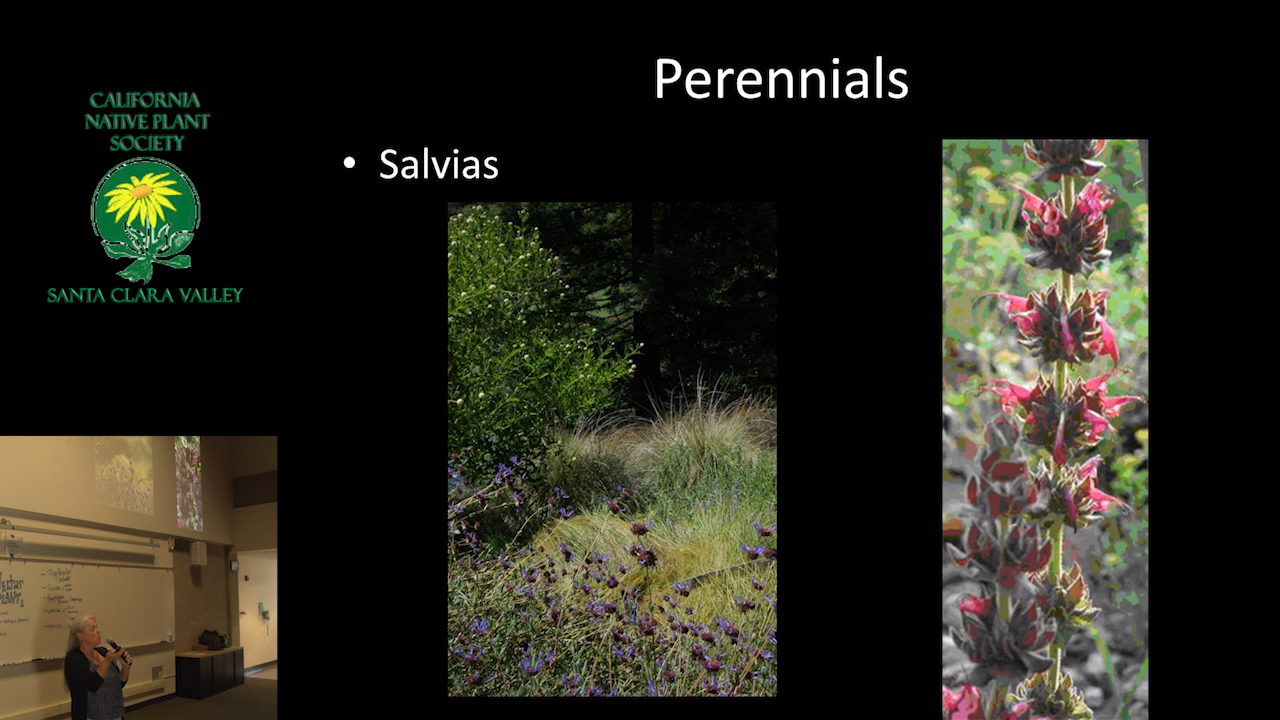 Perennials
CALIFORNIA
NATIVE PLANT
SOCIETY
SANTA CLARA VALLEY
• Salvias